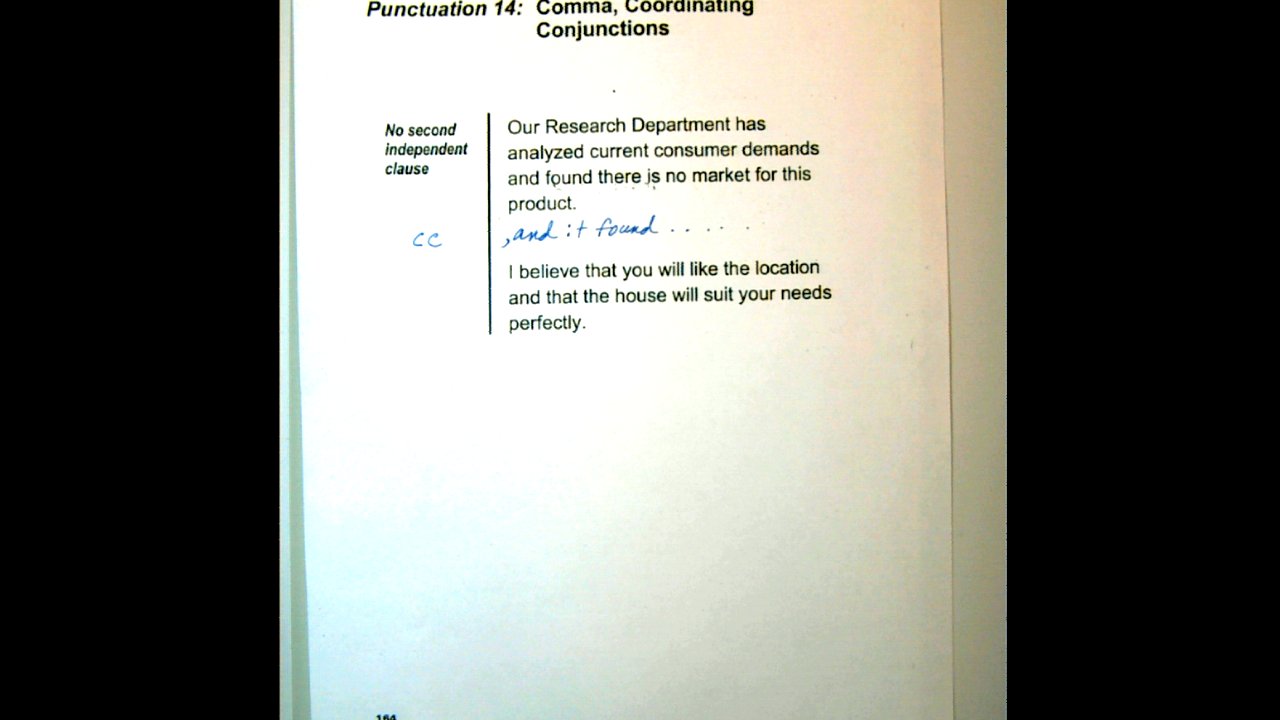 Punctuation 14: Comma, Coordinating
Conjunctions
No second
independent
clause
Our Research Department has
analyzed current consumer demands
and found there is no market for this
product.
cc
, and it found . . . . .
I believe that you will like the location
and that the house will suit your needs
perfectly.
164